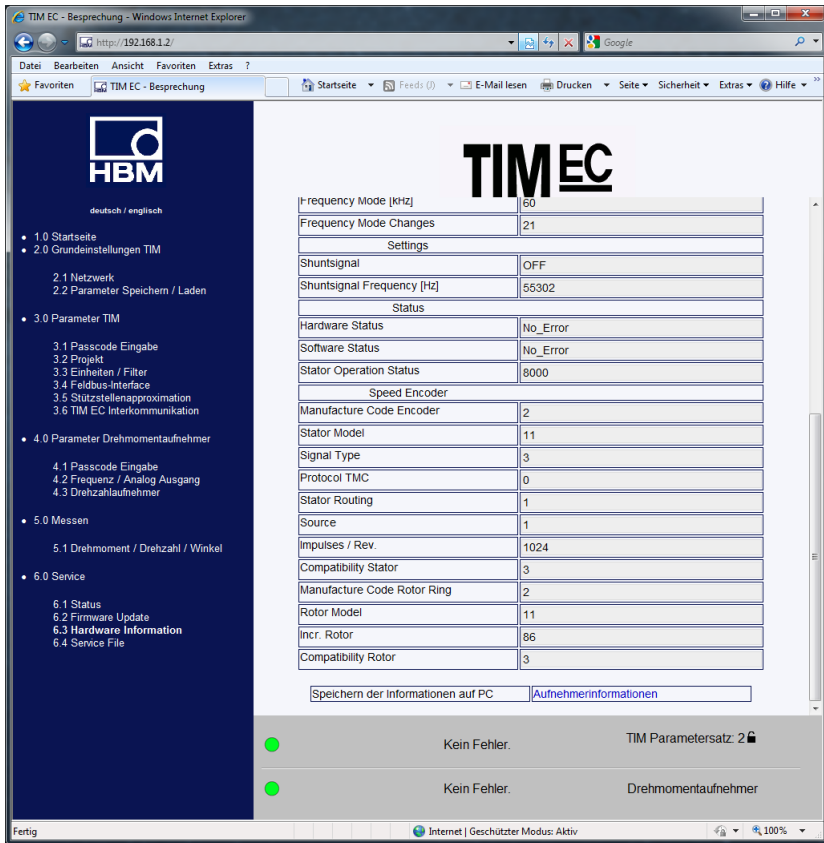 TIM EC - Besprechung - Windows Internet Explorer
http://192.168.1.2/
Google
Datei Bearbeiten Ansicht Favoriten Extras ?
Favoriten TIM EC - Besprechung Startseite Feeds (J) E-Mail lesen Drucken Seite Sicherheit Extras Hilfe
HBM
deutsch / englisch
1.0 Startseite
2.0 Grundeinstellungen TIM
2.1 Netzwerk
2.2 Parameter Speichern / Laden
3.0 Parameter TIM
3.1 Passcode Eingabe
3.2 Projekt
3.3 Einheiten / Filter
3.4 Feldbus-Interface
3.5 Stützstellenapproximation
3.6 TIM EC Interkommunikation
4.0 Parameter Drehmomentaufnehmer
4.1 Passcode Eingabe
4.2 Frequenz / Analog Ausgang
4.3 Drehzahlaufnehmer
5.0 Messen
5.1 Drehmoment / Drehzahl / Winkel
6.0 Service
6.1 Status
6.2 Firmware Update
6.3 Hardware Information
6.4 Service File
TIM EC
Frequency Mode [kHz] 60
Frequency Mode Changes 21
Settings
Shuntsignal OFF
Shuntsignal Frequency [Hz] 55302
Status
Hardware Status No_Error
Software Status No_Error
Stator Operation Status 8000
Speed Encoder
Manufacture Code Encoder 2
Stator Model 11
Signal Type 3
Protocol TMC 0
Stator Routing 1
Source 1
Impulses / Rev. 1024
Compatibility Stator 3
Manufacture Code Rotor Ring 2
Rotor Model 11
Incr. Rotor 86
Compatibility Rotor 3
Speichern der Informationen auf PC Aufnehmerinformationen
Kein Fehler. TIM Parametersatz: 2
Kein Fehler. Drehmomentaufnehmer
Fertig Internet | Geschützter Modus: Aktiv 100%